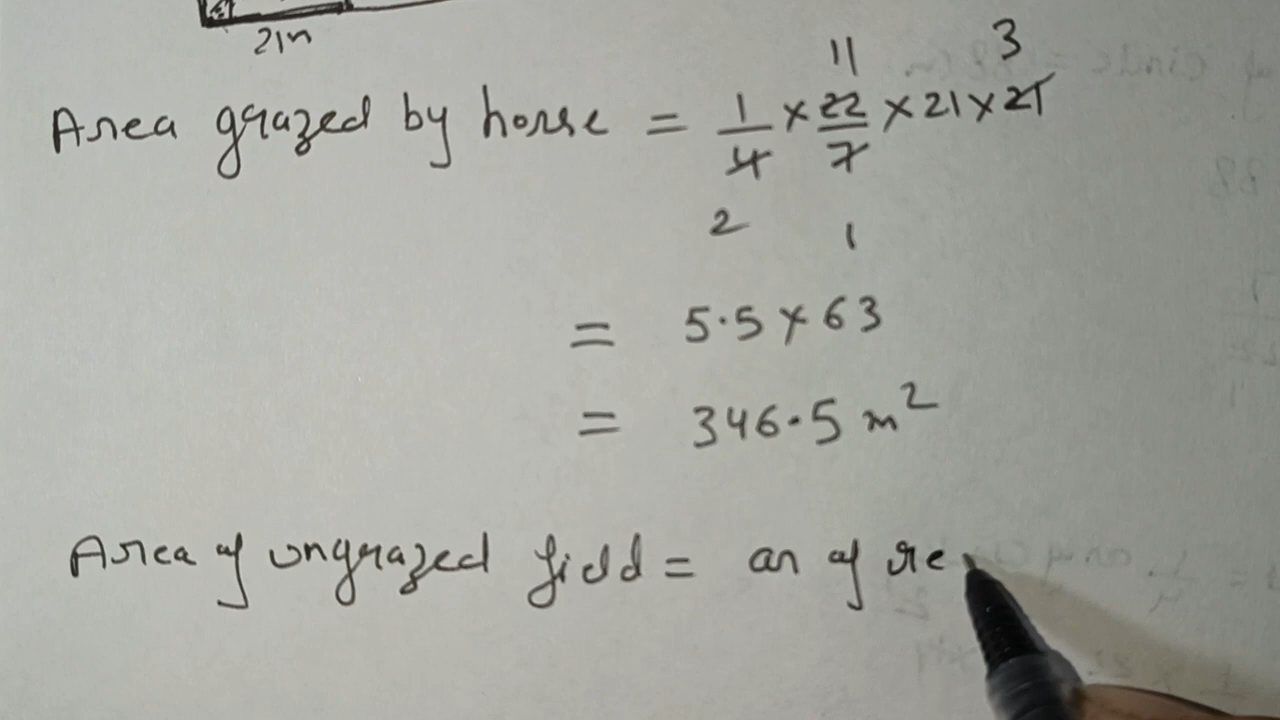 21m
11 3
Area grazed by horse = 1/4 × 22/7 × 21 × 21
2 1
= 5.5 × 63
= 346.5 m²
Area of ungrazed field = ar of re